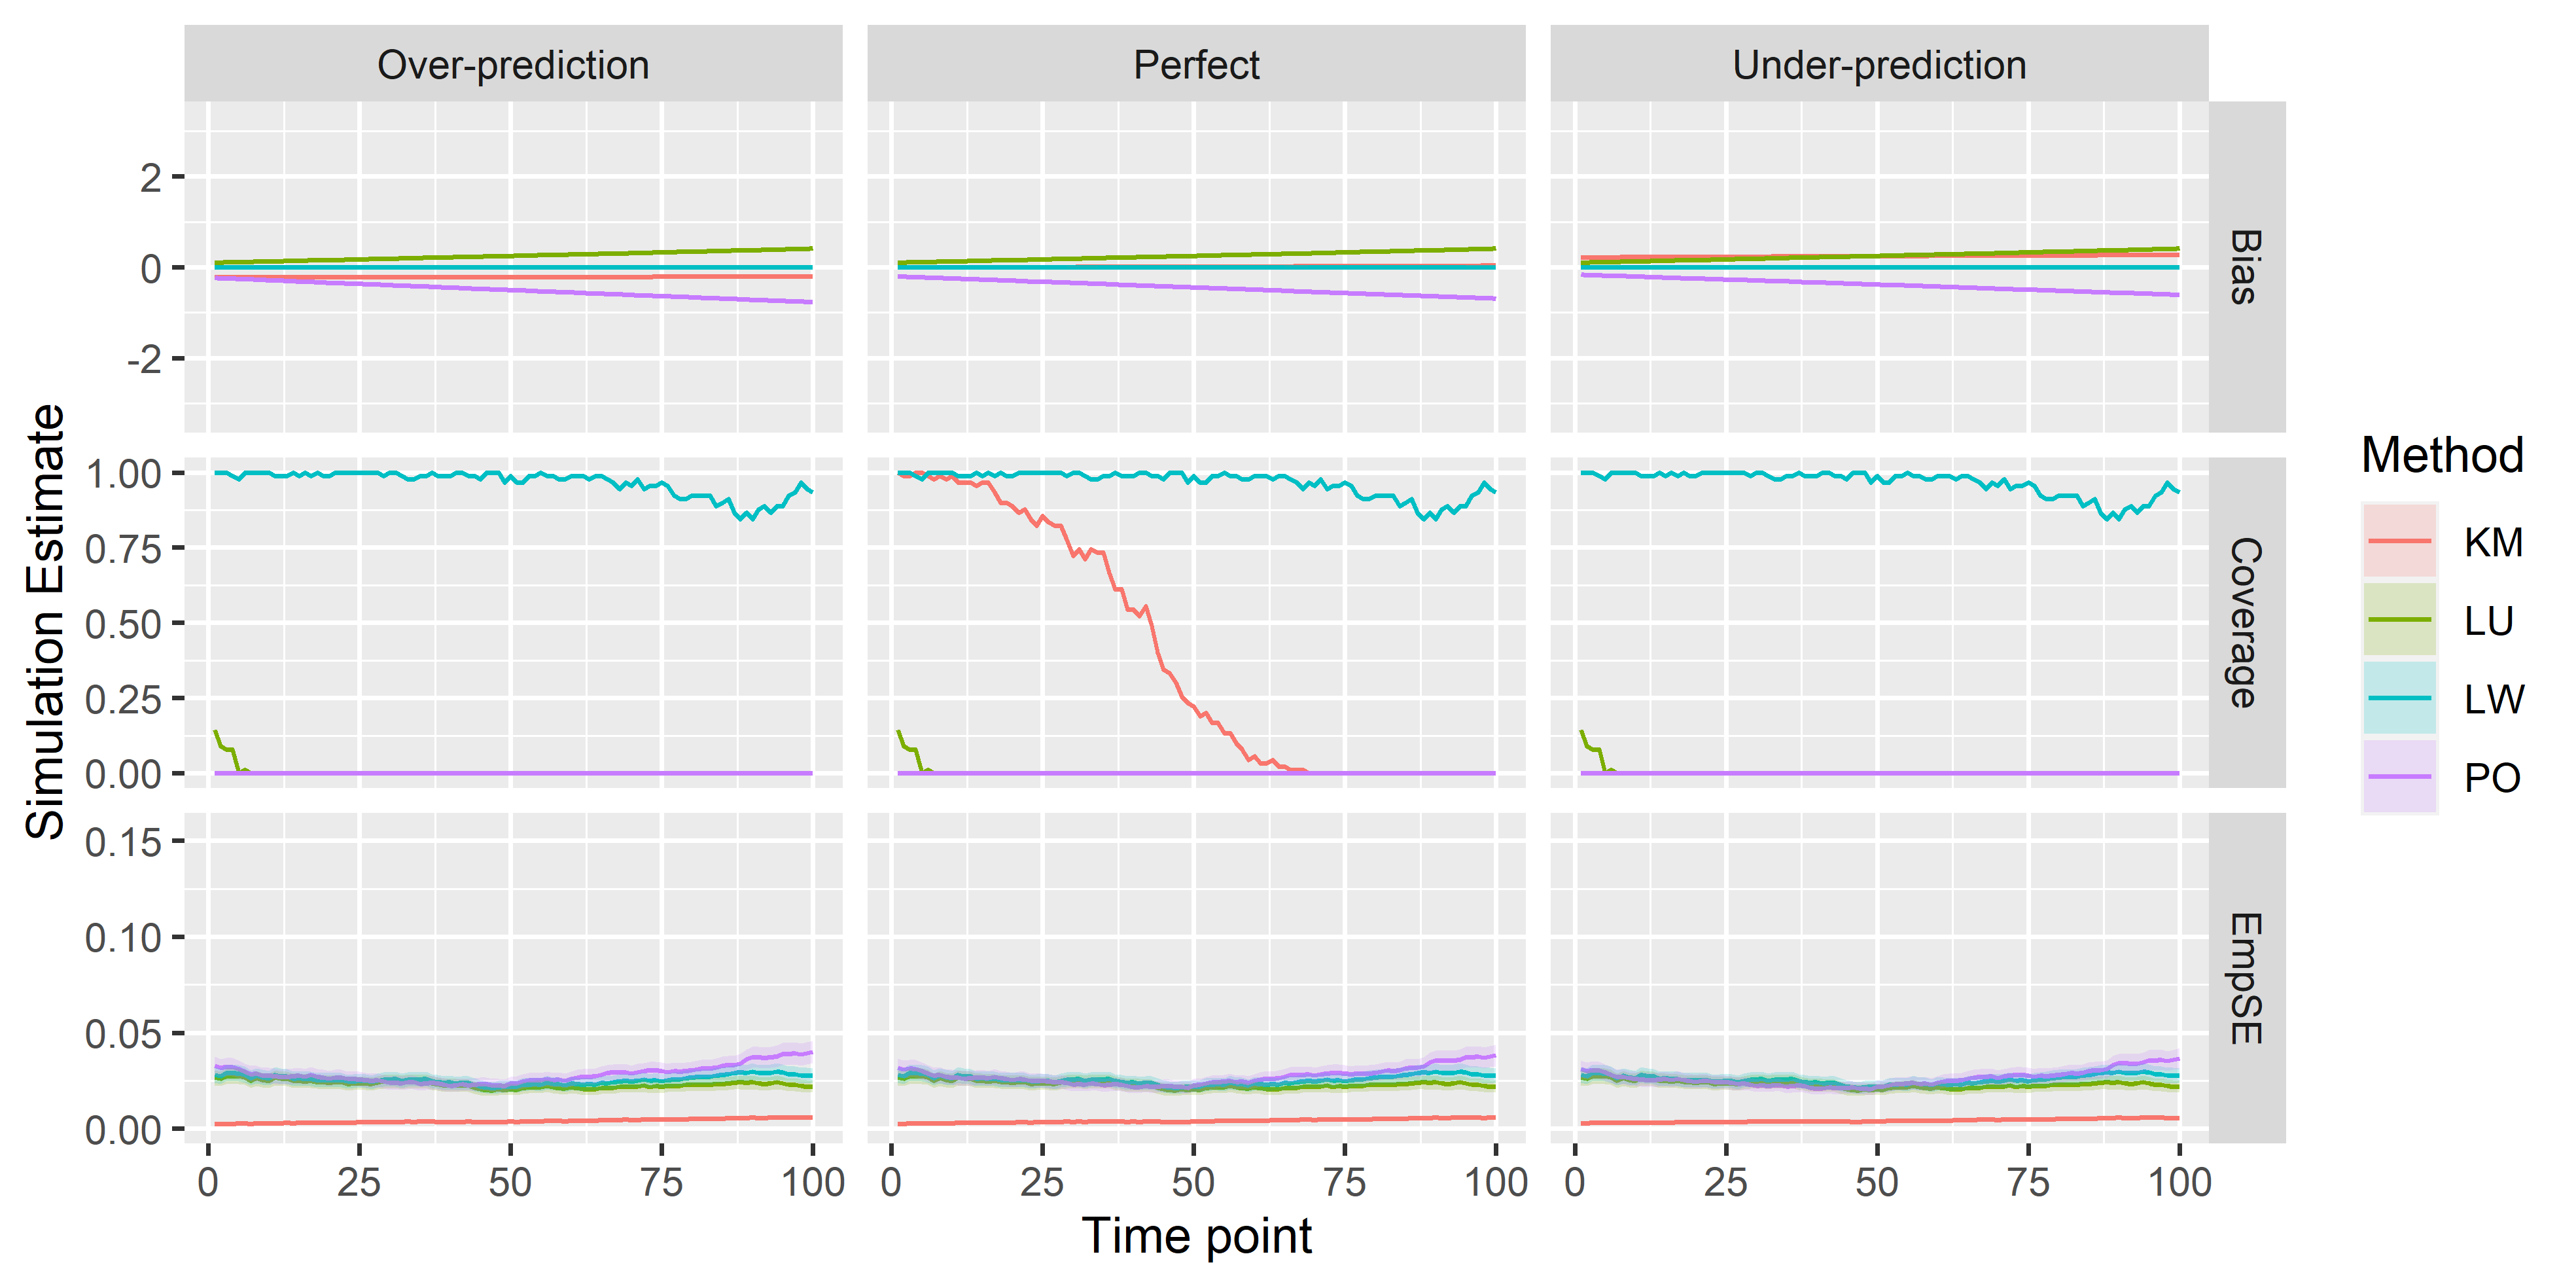 Over-prediction
Perfect
Under-prediction
Simulation Estimate
2
0
-2
Bias
1.00
0.75
0.50
0.25
0.00
Coverage
0.15
0.10
0.05
0.00
EmpSE
0 25 50 75 100
0 25 50 75 100
0 25 50 75 100
Time point
Method
KM
LU
LW
PO